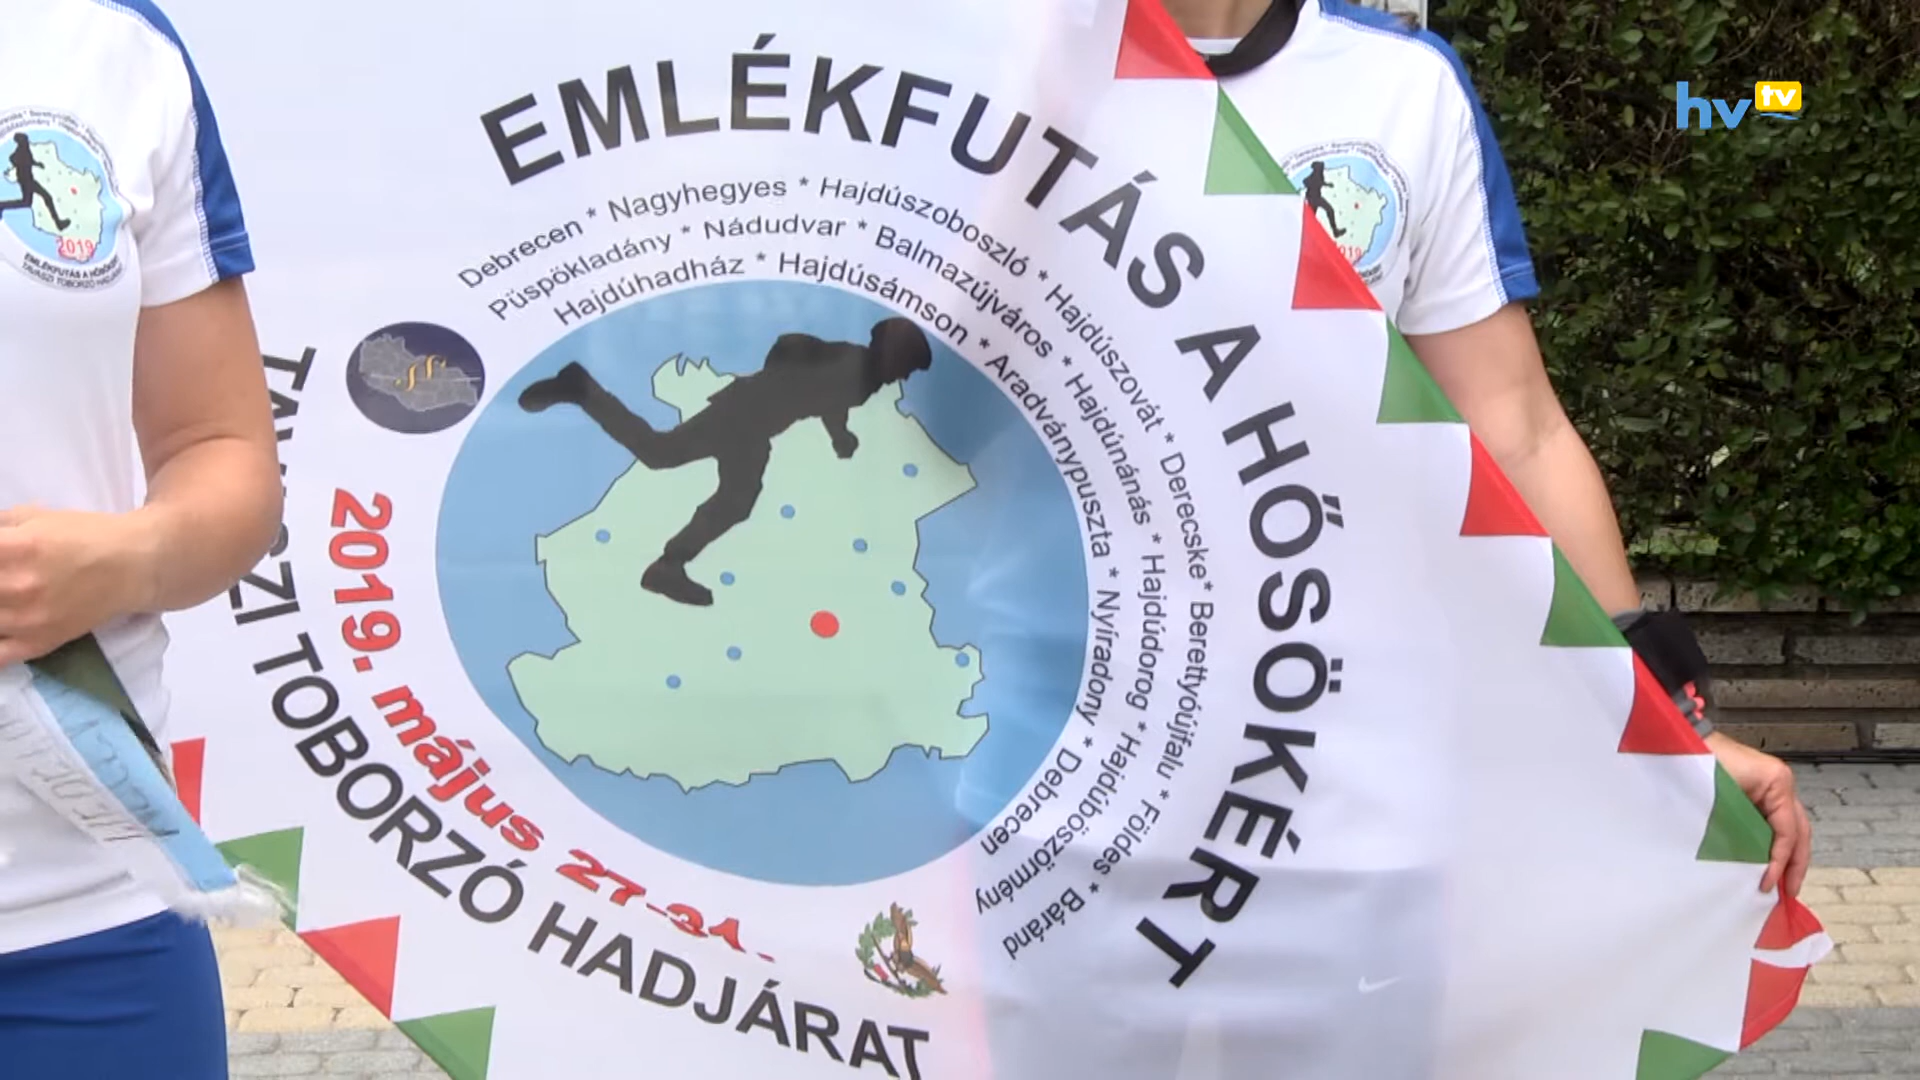 EMLÉKFUTÁS A HŐSÖKÉRT
Debrecen * Nagyhegyes * Hajdúszoboszló * Hajdúszovát * Derecske * Berettyóújfalu * Földes * Báránd
Püspökladány * Nádudvar * Balmazújváros * Hajdúnánás * Hajdúdorog * Hajdúböszörmény
Hajdúhadház * Hajdúsámson * Aradványpuszta * Nyíradony * Debrecen
2019. május 27-31.
TAVASZI TOBORZÓ HADJÁRAT
hv tv
2019
EMLÉKFUTÁS A HŐSÖKÉRT
TAVASZI TOBORZÓ HADJÁRAT